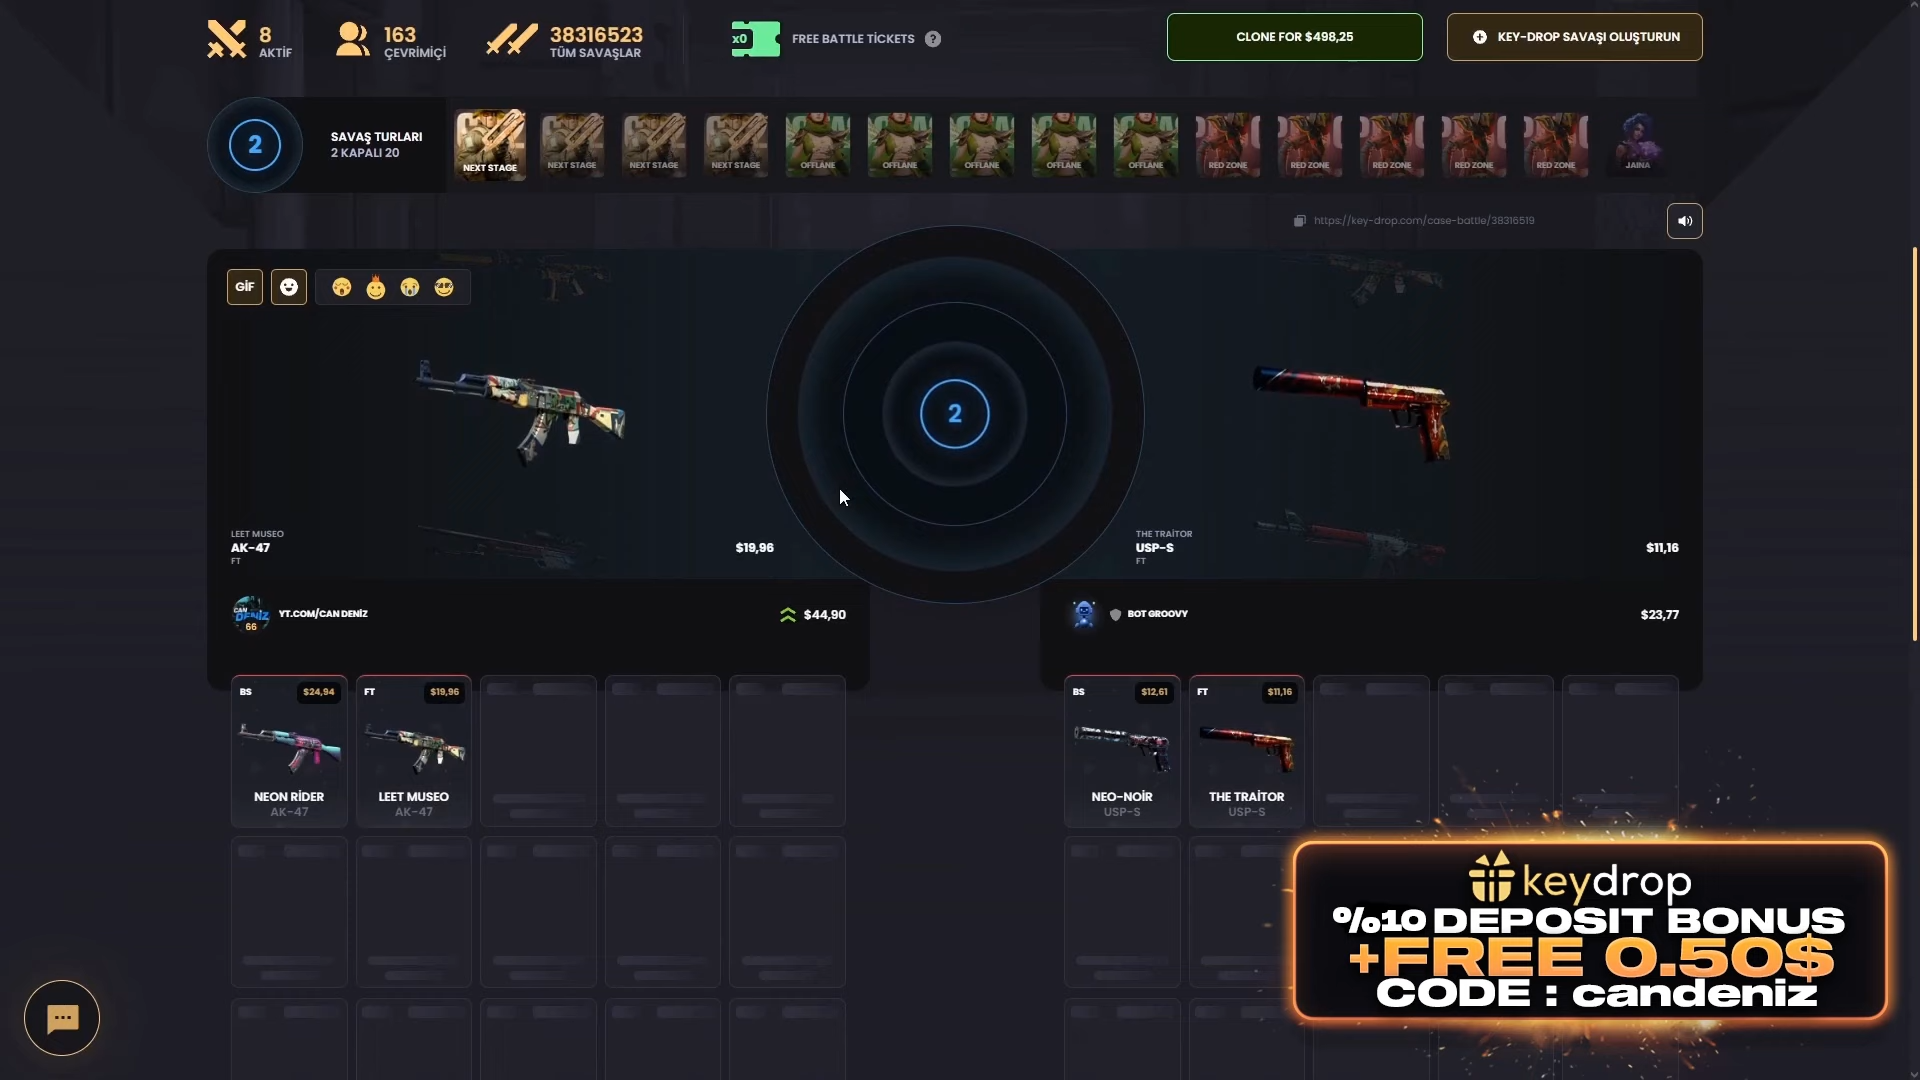 8
AKTİF
163
ÇEVRİMİÇİ
38316523
TÜM SAVAŞLAR
x0
FREE BATTLE TİCKETS ?
CLONE FOR $498,25
KEY-DROP SAVAŞI OLUŞTURUN
2
SAVAŞ TURLARI
2 KAPALI 20
NEXT STAGE
NEXT STAGE
NEXT STAGE
NEXT STAGE
OFFLANE
OFFLANE
OFFLANE
OFFLANE
OFFLANE
RED ZONE
RED ZONE
RED ZONE
RED ZONE
RED ZONE
JAINA
https://key-drop.com/case-battle/38316519
GİF
2
LEET MUSEO
AK-47
FT
$19,96
THE TRAİTOR
USP-S
FT
$11,16
CAN DENİZ
66
YT.COM/CAN DENİZ
$44,90
BOT GROOVY
$23,77
BS $24,94
NEON RİDER
AK-47
FT $19,96
LEET MUSEO
AK-47
BS $12,61
NEO-NOİR
USP-S
FT $11,16
THE TRAİTOR
USP-S
keydrop
%10 DEPOSIT BONUS
+FREE 0.50$
CODE : candeniz